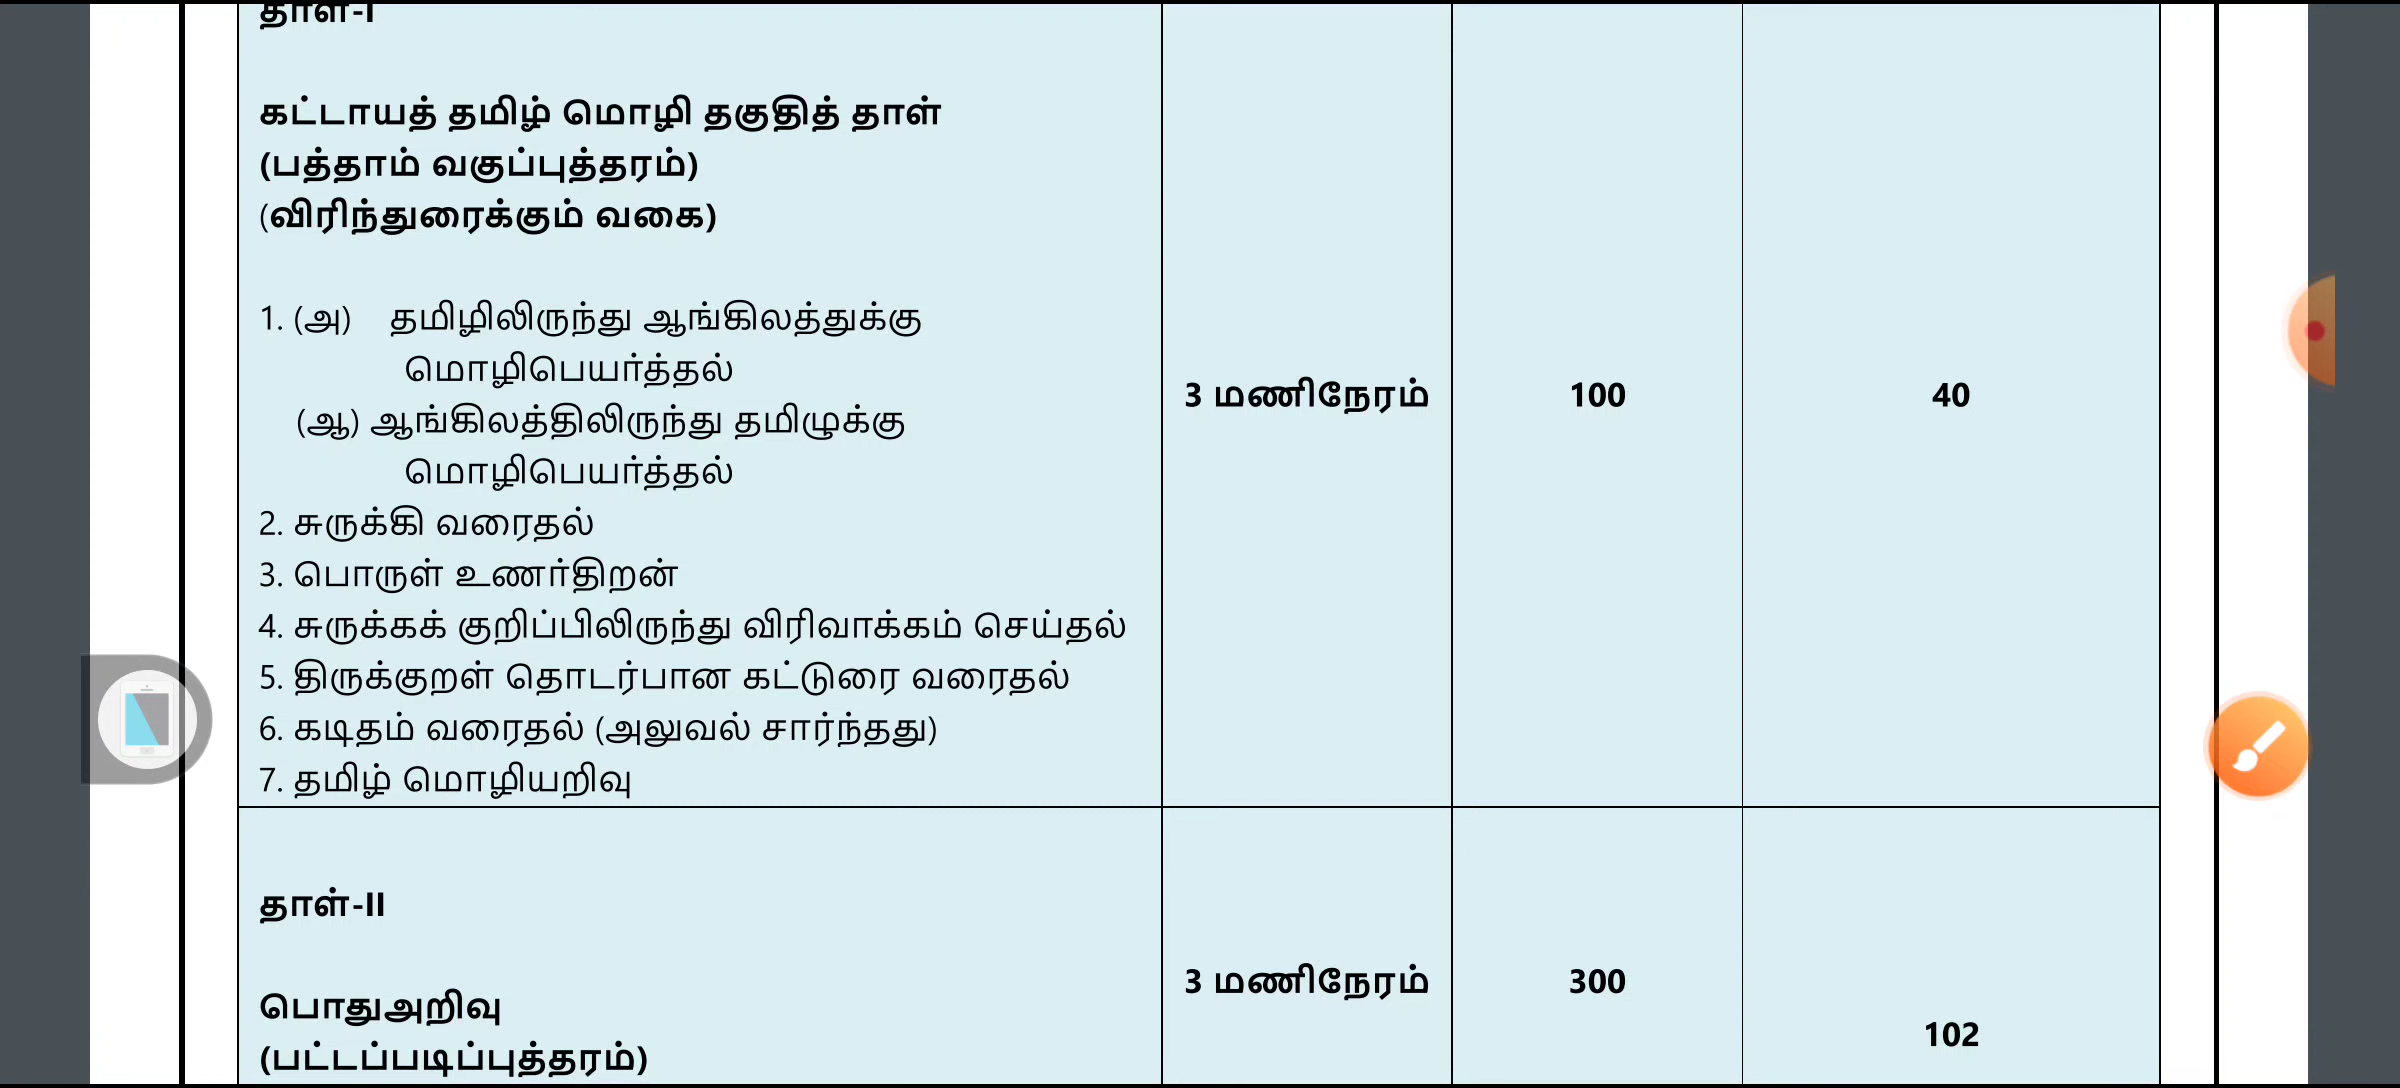 தாள்-I
கட்டாயத் தமிழ் மொழி தகுதித் தாள்
(பத்தாம் வகுப்புத்தரம்)
(விரிந்துரைக்கும் வகை)
1. (அ) தமிழிலிருந்து ஆங்கிலத்துக்கு
மொழிபெயர்த்தல்
(ஆ) ஆங்கிலத்திலிருந்து தமிழுக்கு
மொழிபெயர்த்தல்
2. சுருக்கி வரைதல்
3. பொருள் உணர்திறன்
4. சுருக்கக் குறிப்பிலிருந்து விரிவாக்கம் செய்தல்
5. திருக்குறள் தொடர்பான கட்டுரை வரைதல்
6. கடிதம் வரைதல் (அலுவல் சார்ந்தது)
7. தமிழ் மொழியறிவு
3 மணிநேரம்
100
40
தாள்-II
பொதுஅறிவு
(பட்டப்படிப்புத்தரம்)
3 மணிநேரம்
300
102